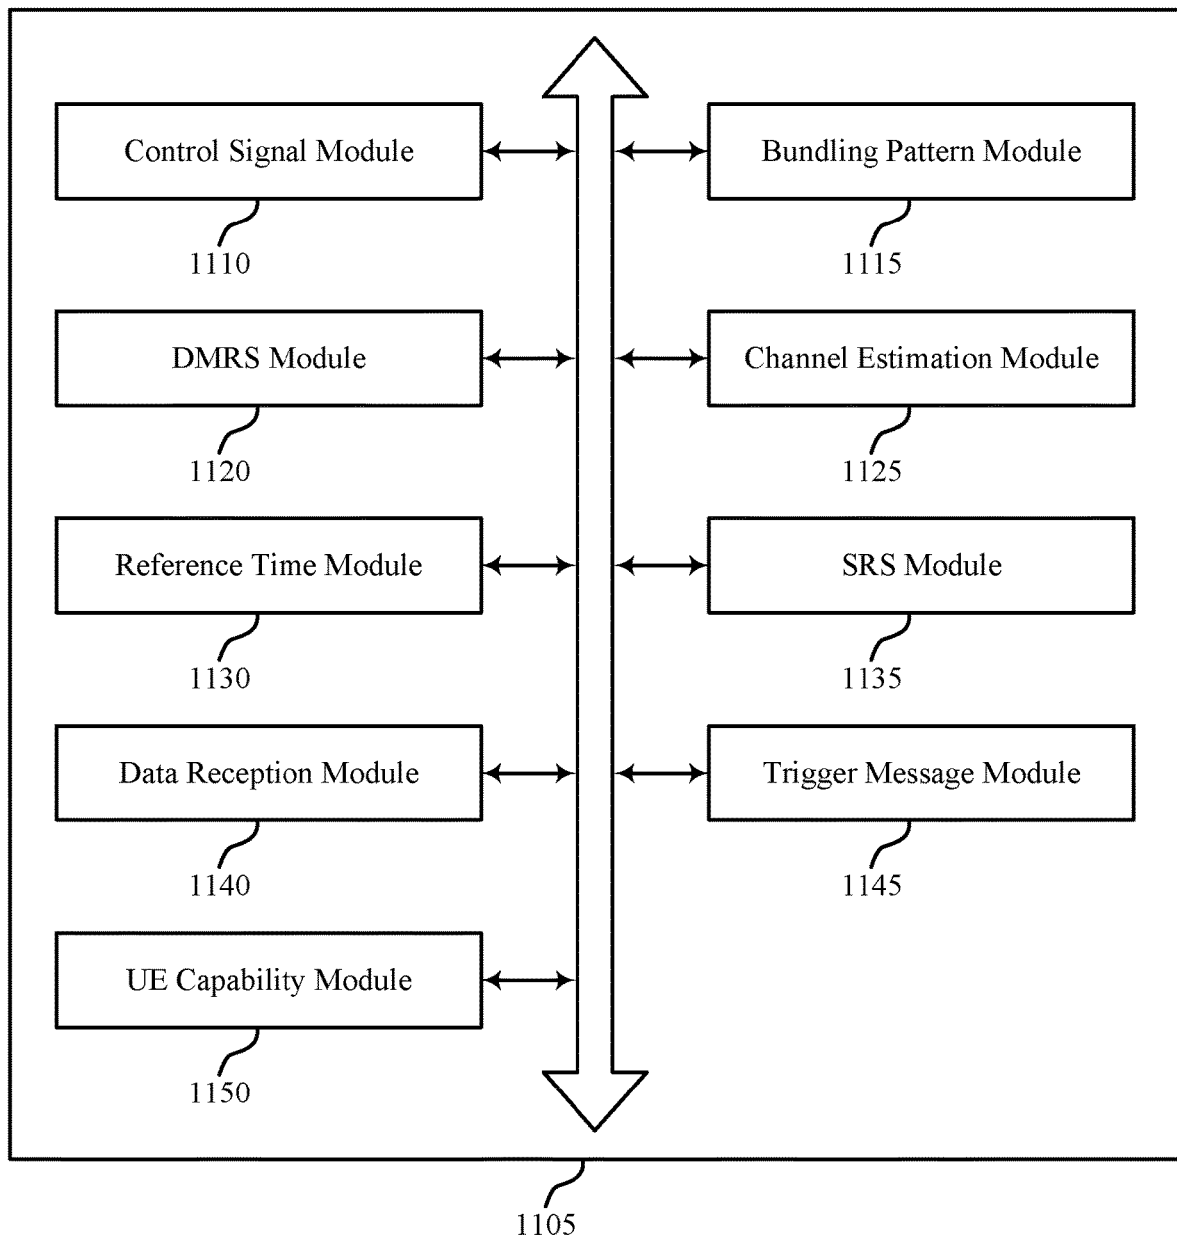 Control Signal Module
Bundling Pattern Module
1110
1115
DMRS Module
Channel Estimation Module
1120
1125
Reference Time Module
SRS Module
1130
1135
Data Reception Module
Trigger Message Module
1140
1145
UE Capability Module
1150
1105